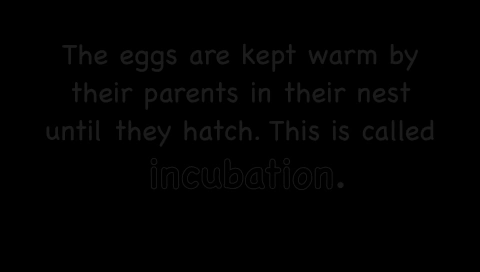 The eggs are kept warm by
their parents in their nest
until they hatch. This is called
incubation.